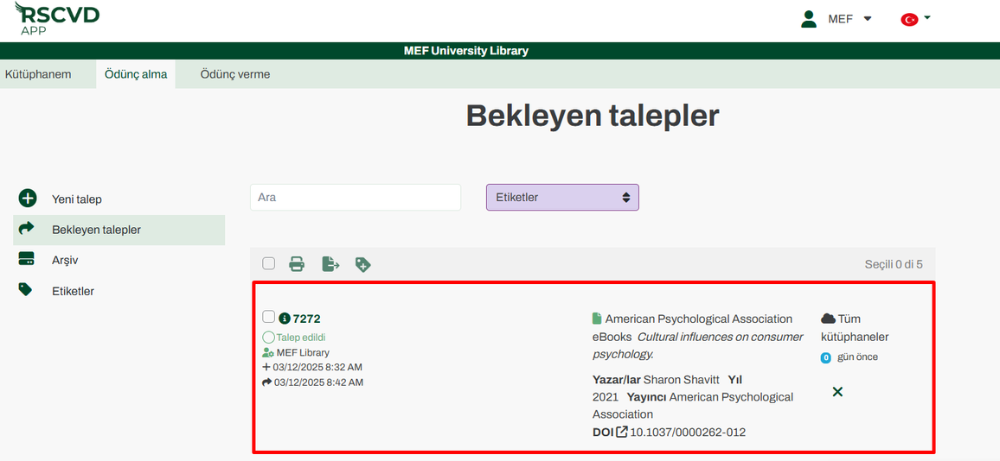 RSCVD
APP
MEF
MEF University Library
Kütüphanem
Ödünç alma
Ödünç verme
Bekleyen talepler
Yeni talep
Bekleyen talepler
Arşiv
Etiketler
Ara
Etiketler
Seçili 0 di 5
7272
Talep edildi
MEF Library
03/12/2025 8:32 AM
03/12/2025 8:42 AM
American Psychological Association
eBooks Cultural influences on consumer
psychology.
Yazar/lar Sharon Shavitt Yıl
2021 Yayıncı American Psychological
Association
DOI 10.1037/0000262-012
Tüm
kütüphaneler
0 gün önce